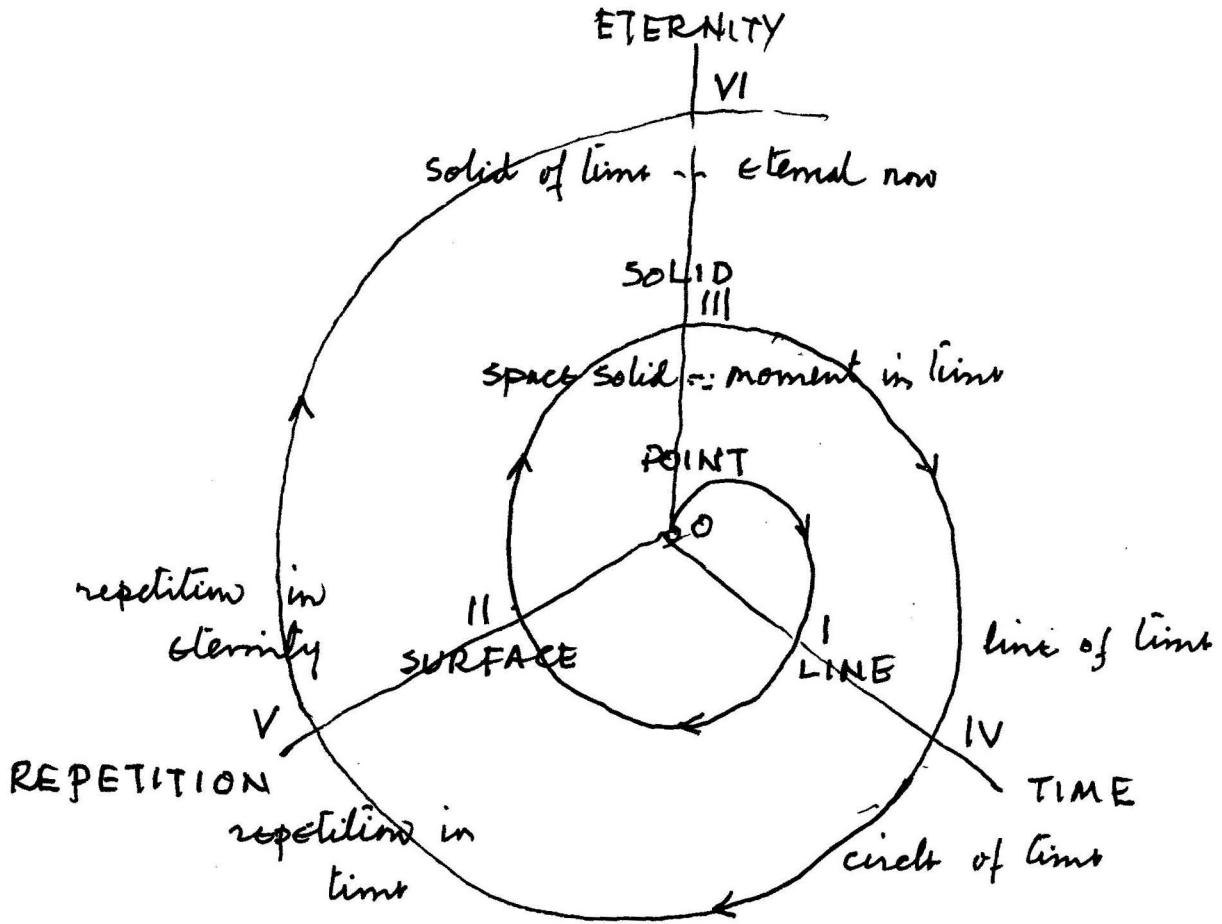 ETERNITY
VI
solid of time -- eternal now
SOLID
III
space solid -- moment in time
POINT
O
repetition in
eternity
II
SURFACE
I
LINE
line of time
V
REPETITION
IV
TIME
repetition in
time
circle of time